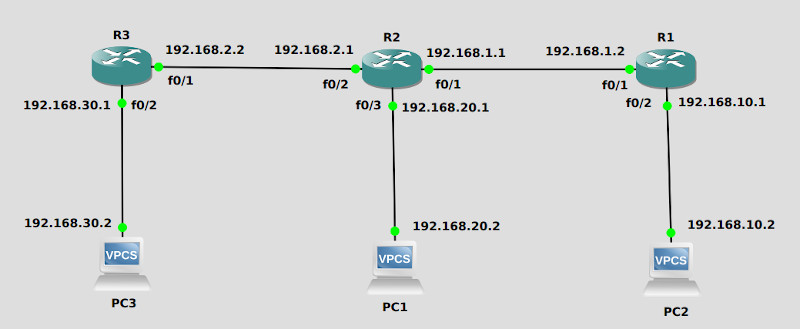 R3
R2
R1
192.168.2.2
192.168.2.1
192.168.1.1
192.168.1.2
f0/1
f0/2
f0/1
f0/1
192.168.30.1
f0/2
f0/3
192.168.20.1
f0/2
192.168.10.1
192.168.30.2
192.168.20.2
192.168.10.2
VPCS
VPCS
VPCS
PC3
PC1
PC2